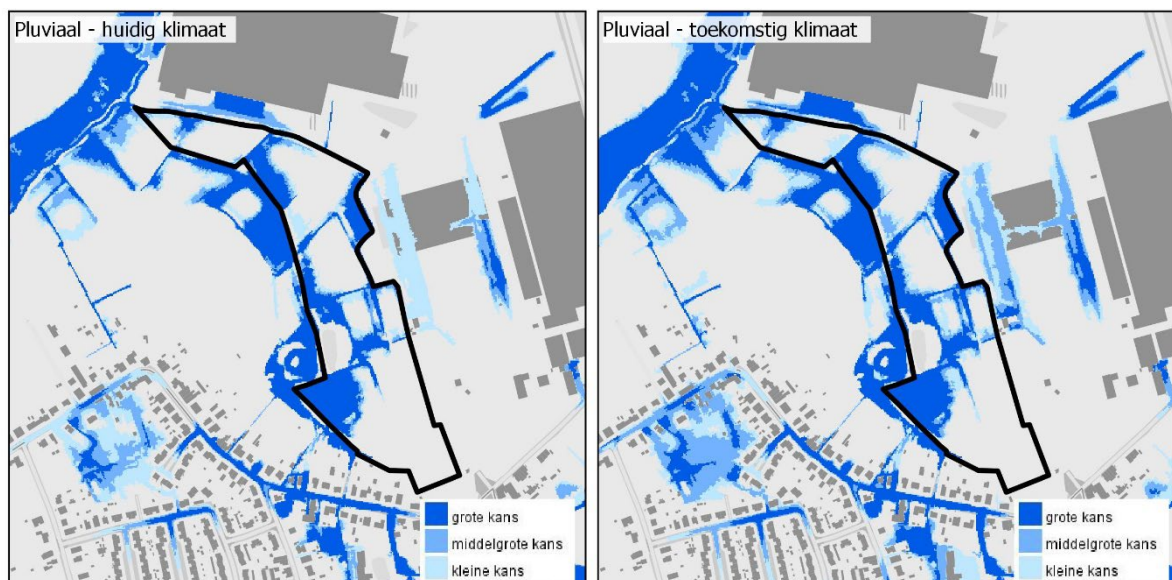 Pluviaal - huidig klimaat
grote kans
middelgrote kans
kleine kans
Pluviaal - toekomstig klimaat
grote kans
middelgrote kans
kleine kans